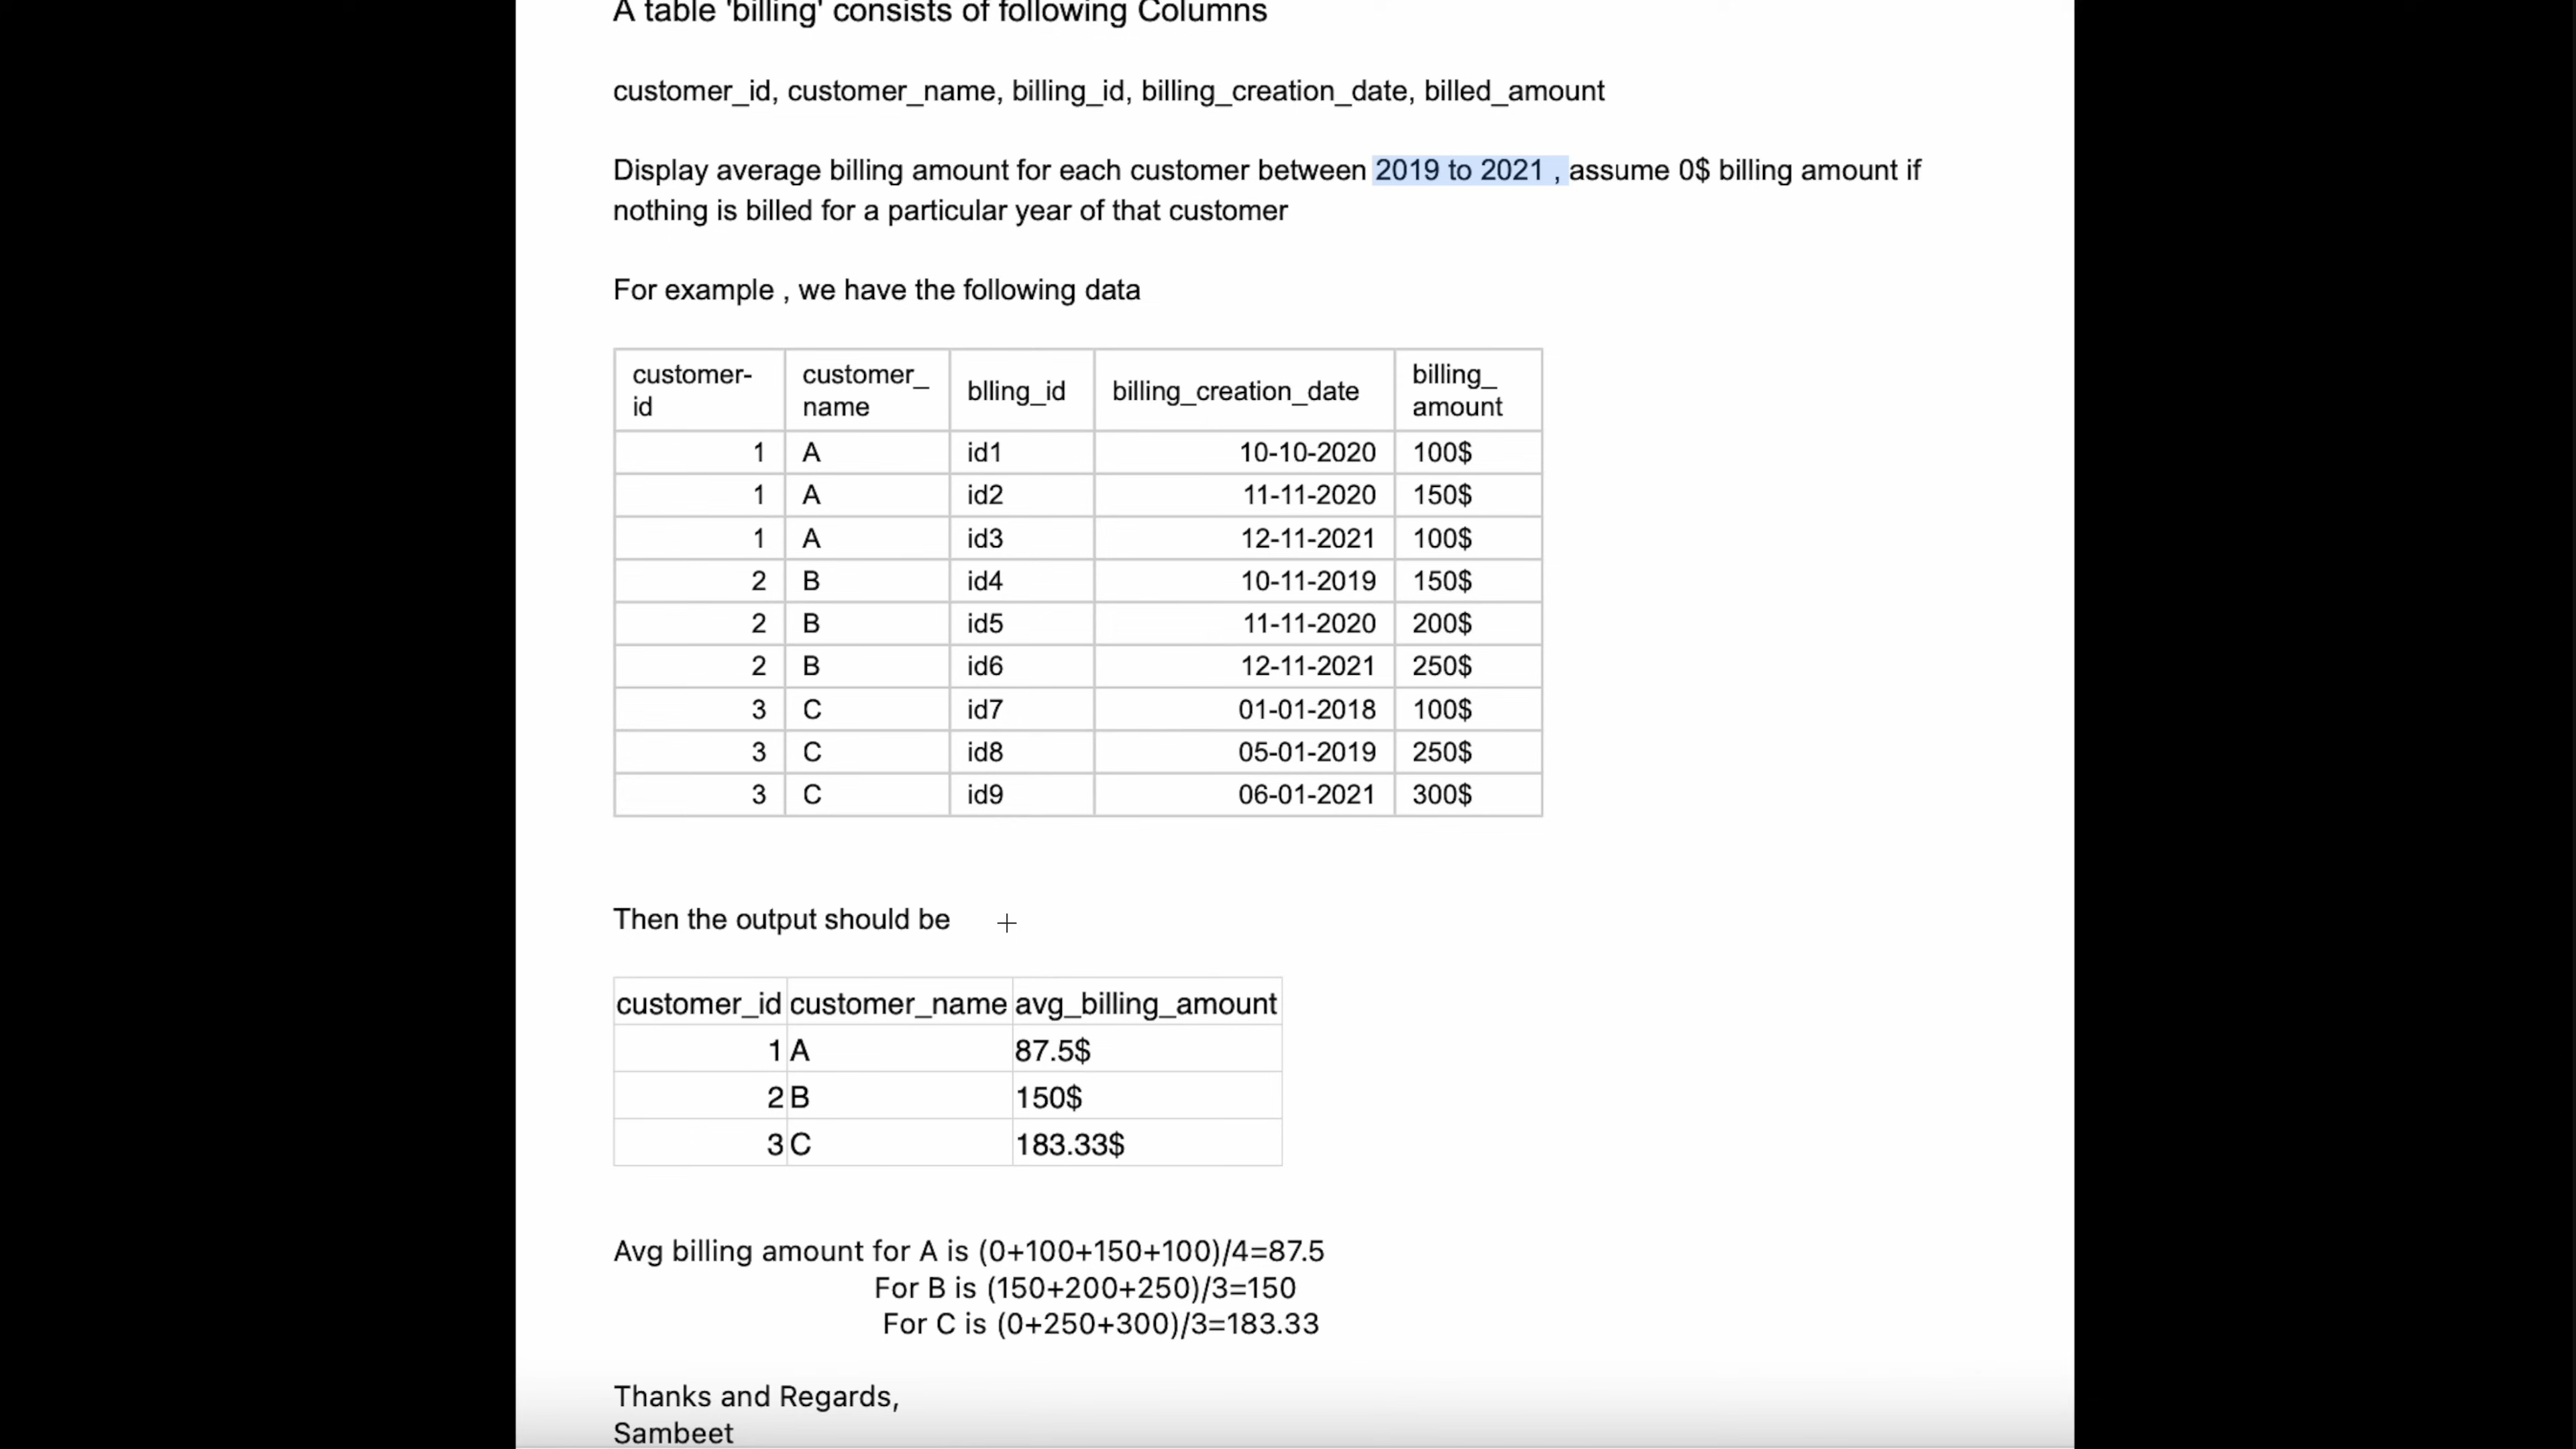 A table 'billing' consists of following Columns
customer_id, customer_name, billing_id, billing_creation_date, billed_amount
Display average billing amount for each customer between 2019 to 2021 , assume 0$ billing amount if
nothing is billed for a particular year of that customer
For example , we have the following data
customer-id customer_name blling_id billing_creation_date billing_amount
1 A id1 10-10-2020 100$
1 A id2 11-11-2020 150$
1 A id3 12-11-2021 100$
2 B id4 10-11-2019 150$
2 B id5 11-11-2020 200$
2 B id6 12-11-2021 250$
3 C id7 01-01-2018 100$
3 C id8 05-01-2019 250$
3 C id9 06-01-2021 300$
Then the output should be
customer_id customer_name avg_billing_amount
1 A 87.5$
2 B 150$
3 C 183.33$
Avg billing amount for A is (0+100+150+100)/4=87.5
For B is (150+200+250)/3=150
For C is (0+250+300)/3=183.33
Thanks and Regards,
Sambeet